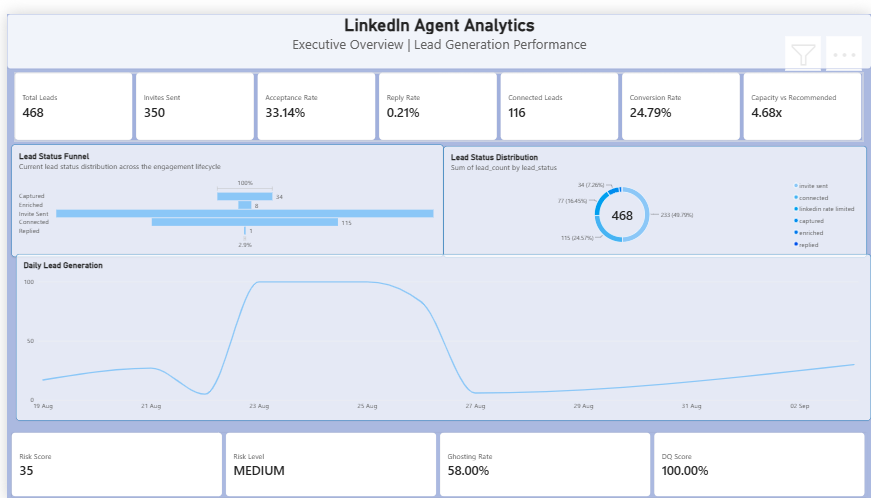 LinkedIn Agent Analytics
Executive Overview | Lead Generation Performance
Total Leads
468
Invites Sent
350
Acceptance Rate
33.14%
Reply Rate
0.21%
Connected Leads
116
Conversion Rate
24.79%
Capacity vs Recommended
4.68x
Lead Status Funnel
Current lead status distribution across the engagement lifecycle
100%
Captured
34
Enriched
8
Invite Sent
Connected
115
Replied
1
2.9%
Lead Status Distribution
Sum of lead_count by lead_status
34 (7.26%)
77 (16.45%)
468
233 (49.79%)
115 (24.57%)
invite sent
connected
linkedin rate limited
captured
enriched
replied
Daily Lead Generation
100
50
0
19 Aug
21 Aug
23 Aug
25 Aug
27 Aug
29 Aug
31 Aug
02 Sep
Risk Score
35
Risk Level
MEDIUM
Ghosting Rate
58.00%
DQ Score
100.00%